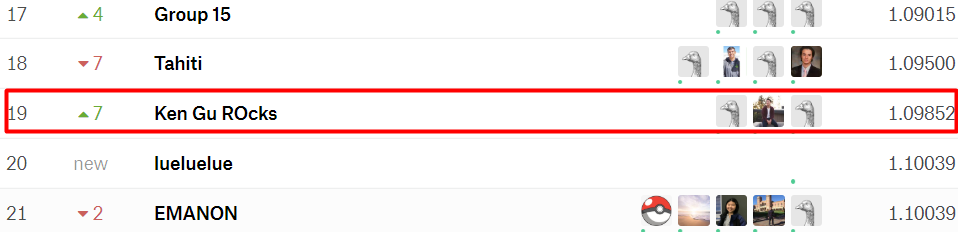 17 4 Group 15 1.09015
18 7 Tahiti 1.09500
19 7 Ken Gu ROcks 1.09852
20 new lueluelue 1.10039
21 2 EMANON 1.10039